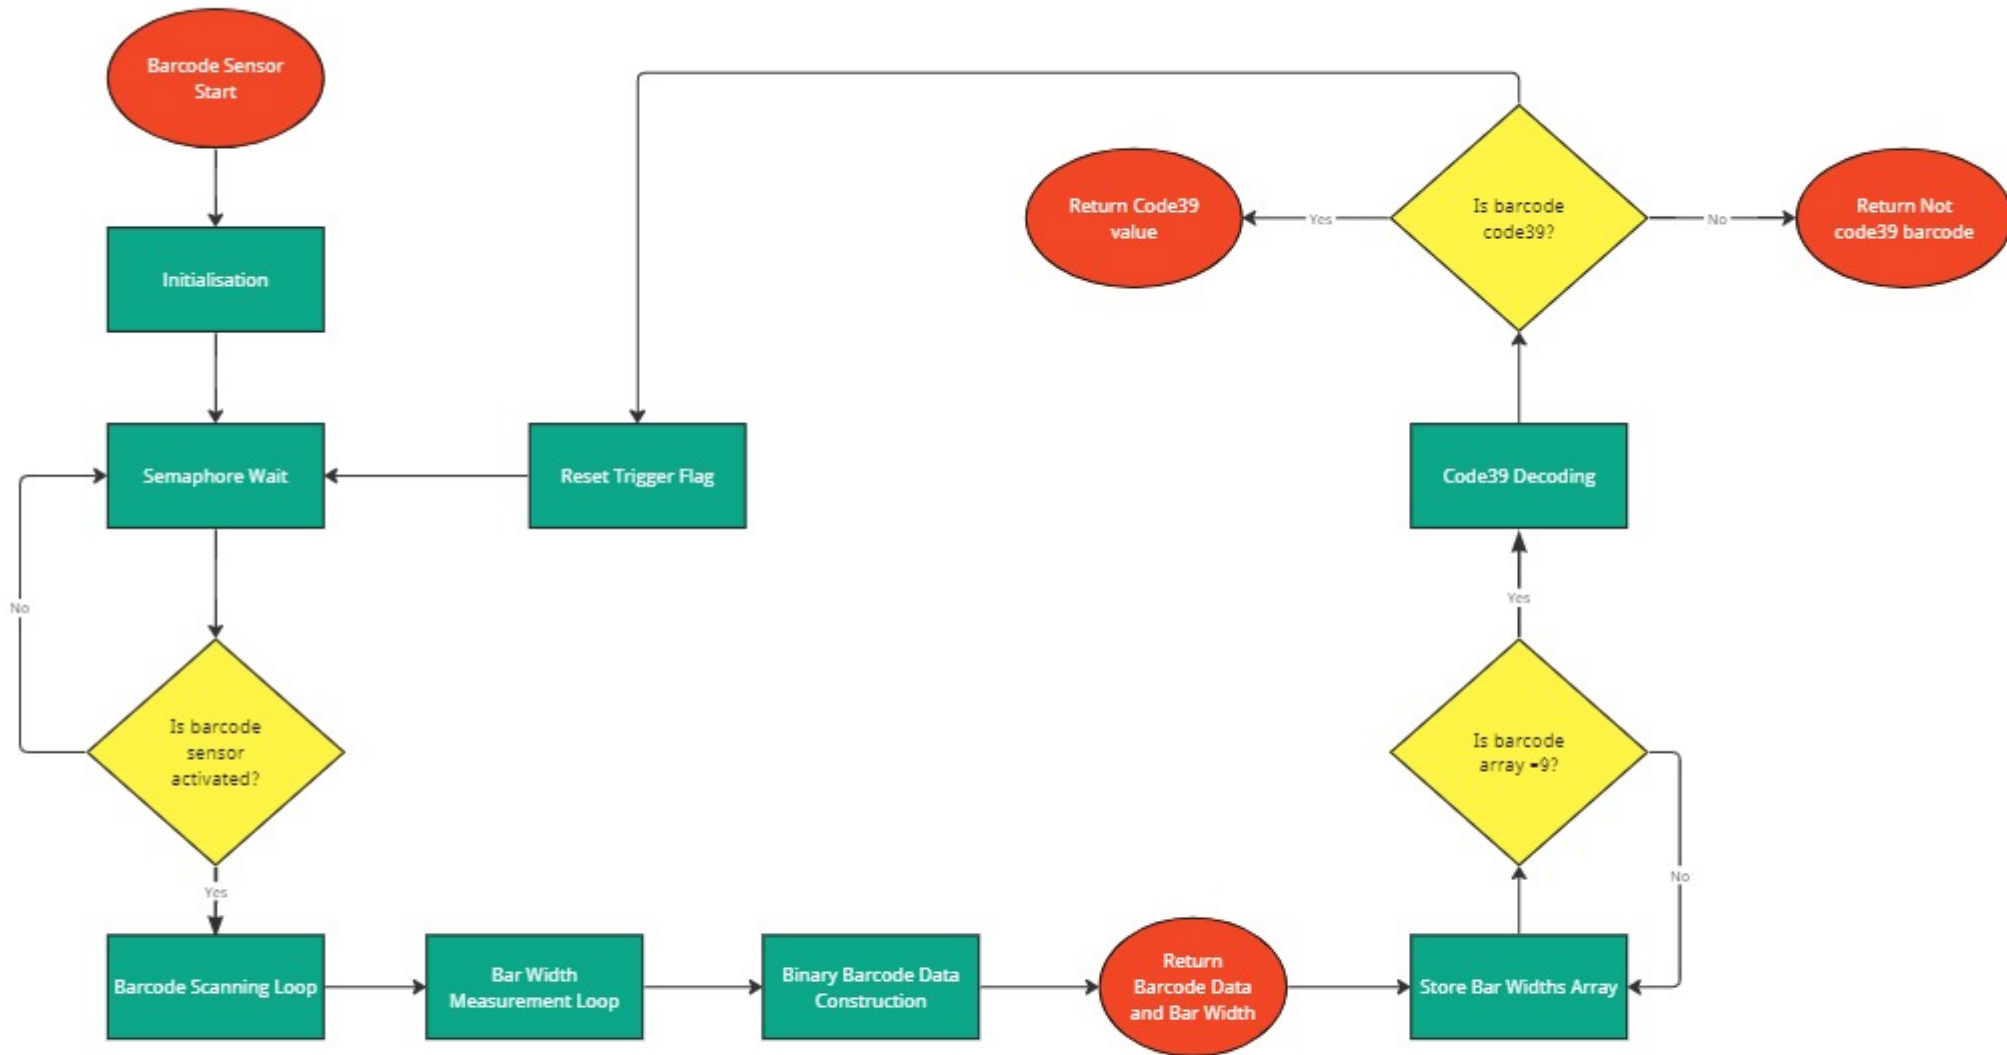 Barcode Sensor
Start
Initialisation
Semaphore Wait
Reset Trigger Flag
No
Is barcode
sensor
activated?
Yes
Barcode Scanning Loop
Bar Width
Measurement Loop
Binary Barcode Data
Construction
Return
Barcode Data
and Bar Width
Store Bar Widths Array
No
Is barcode
array =9?
Yes
Code39 Decoding
Is barcode
code39?
Yes
Return Code39
value
No
Return Not
code39 barcode